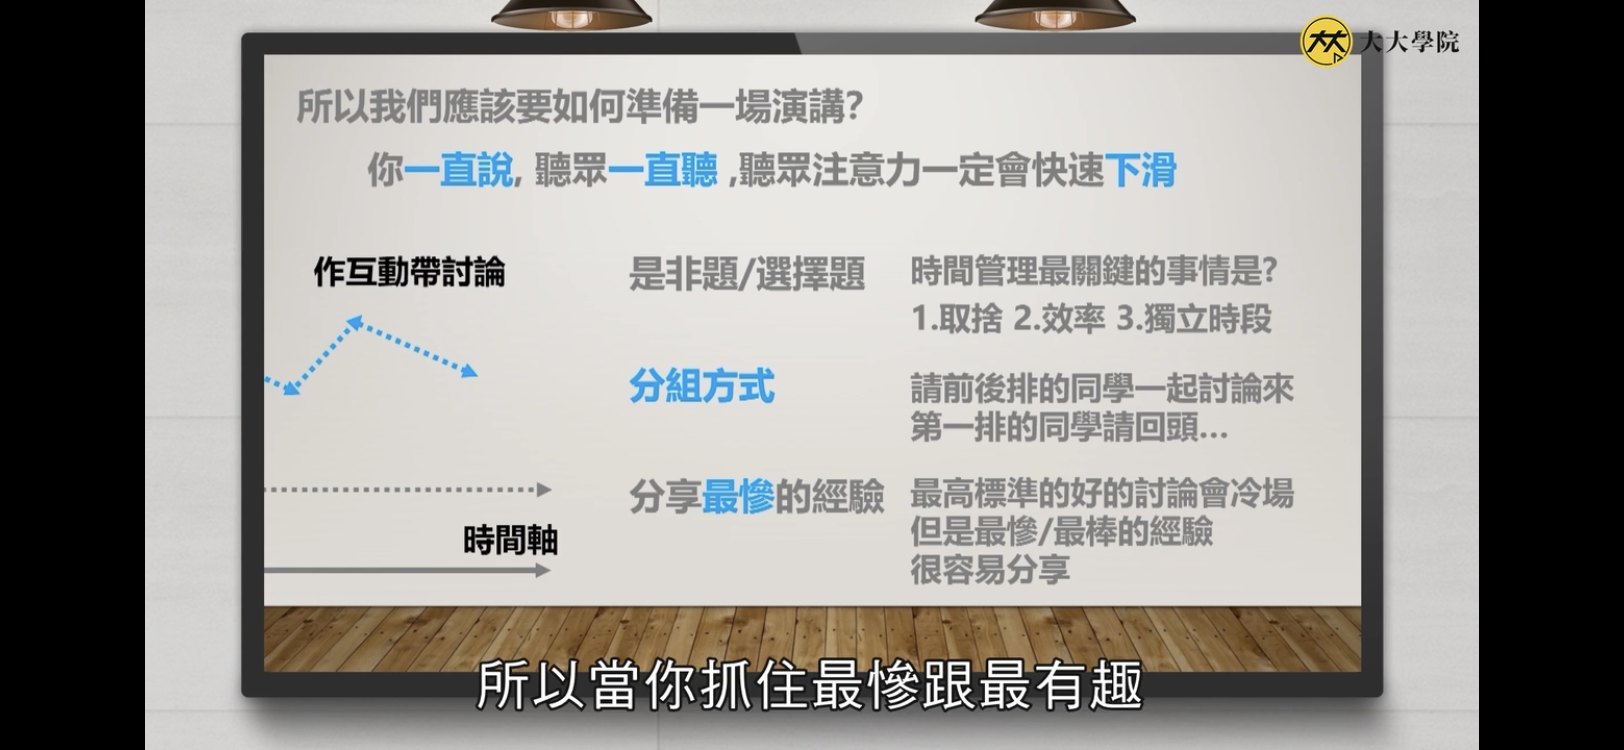 大大學院
所以我們應該要如何準備一場演講?
你一直說, 聽眾一直聽 ,聽眾注意力一定會快速下滑
作互動帶討論
是非題/選擇題
時間管理最關鍵的事情是?
1.取捨 2.效率 3.獨立時段
分組方式
請前後排的同學一起討論來
第一排的同學請回頭...
分享最慘的經驗
最高標準的好的討論會冷場
但是最慘/最棒的經驗
很容易分享
時間軸
所以當你抓住最慘跟最有趣